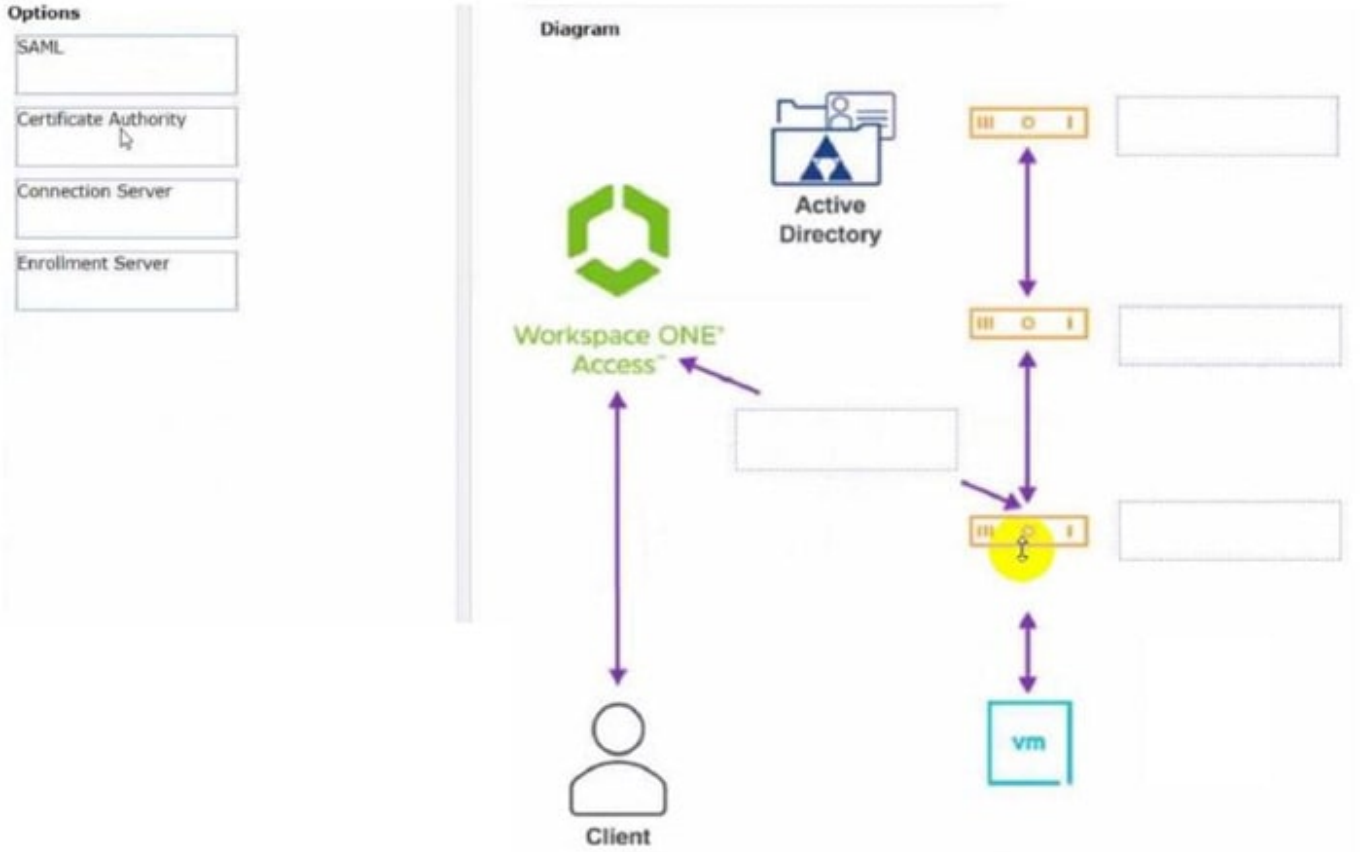 Options
SAML
Certificate Authority
Connection Server
Enrollment Server
Diagram
Active
Directory
Workspace ONE®
Access™
vm
Client